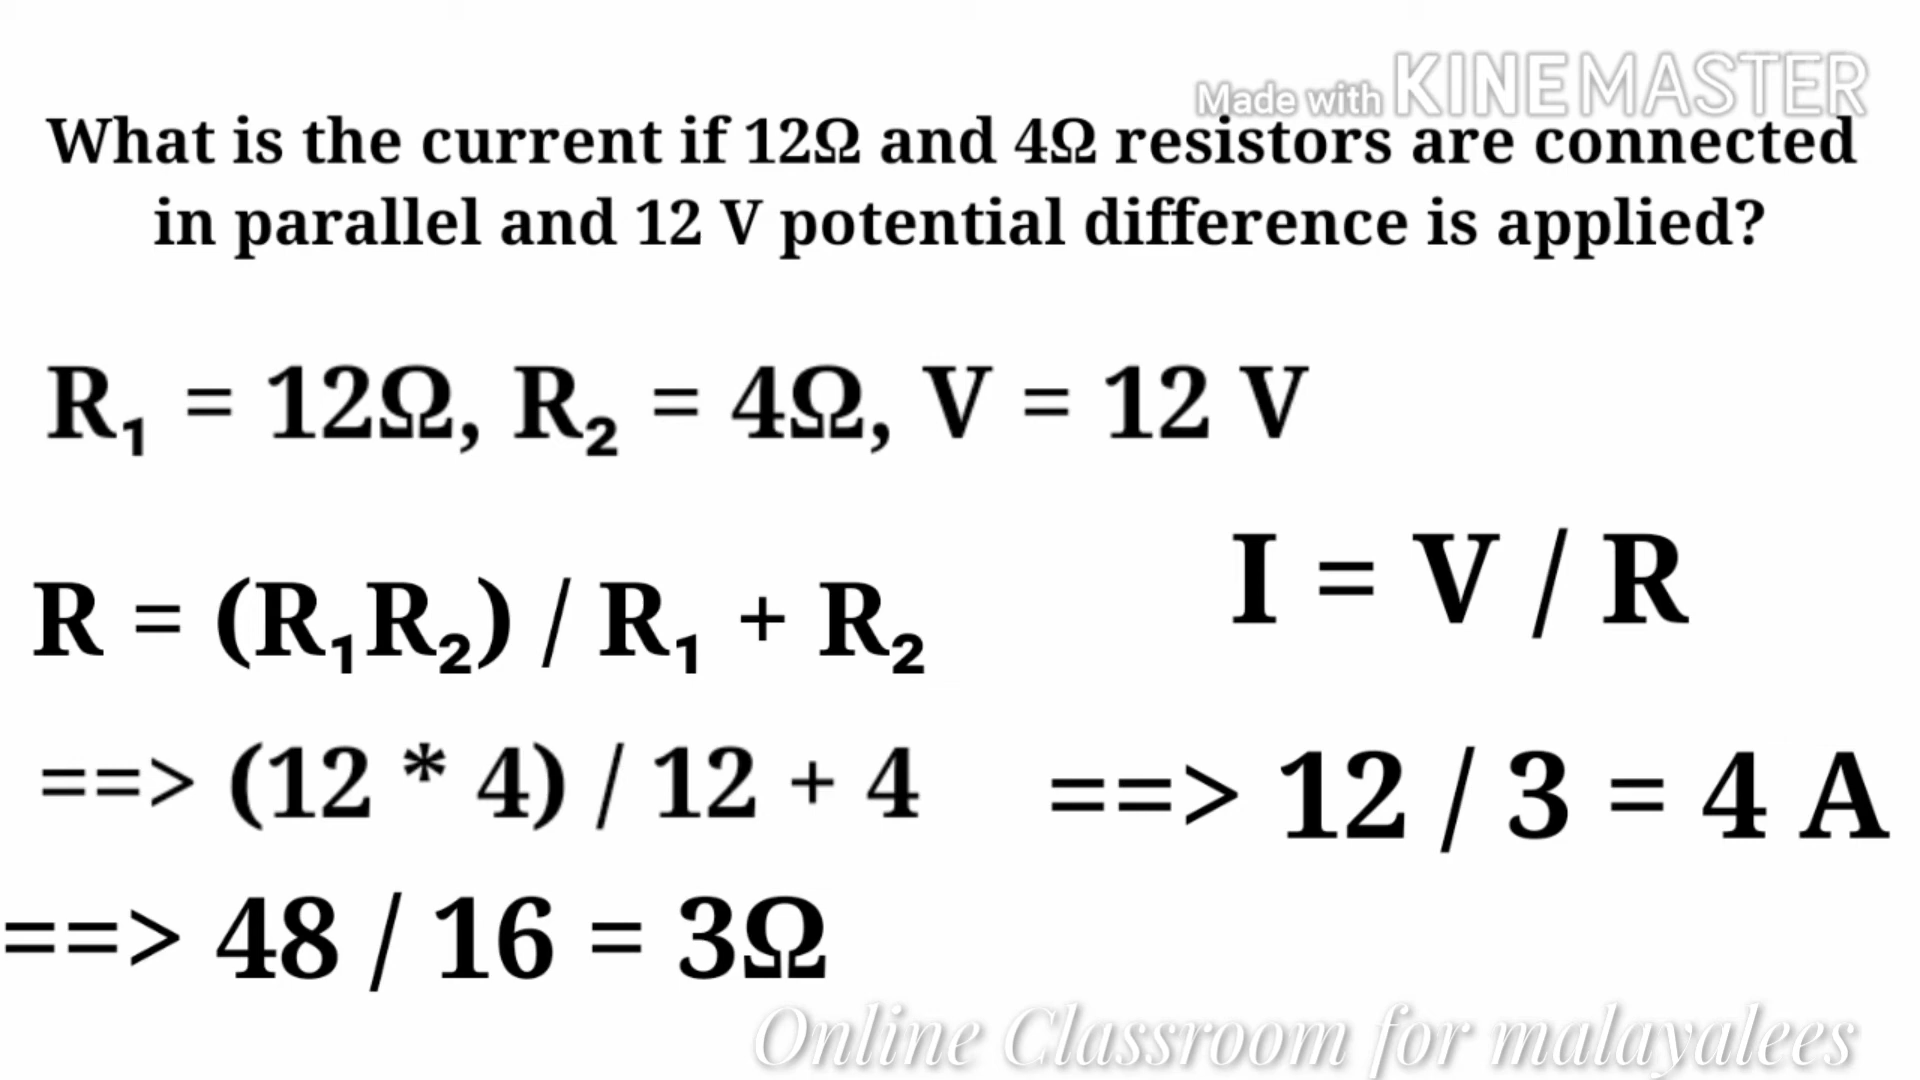 Made with KINEMASTER
What is the current if 12Ω and 4Ω resistors are connected
in parallel and 12 V potential difference is applied?
R₁ = 12Ω, R₂ = 4Ω, V = 12 V
R = (R₁R₂) / R₁ + R₂
==> (12 * 4) / 12 + 4
==> 48 / 16 = 3Ω
I = V / R
==> 12 / 3 = 4 A
Online Classroom for malayalees